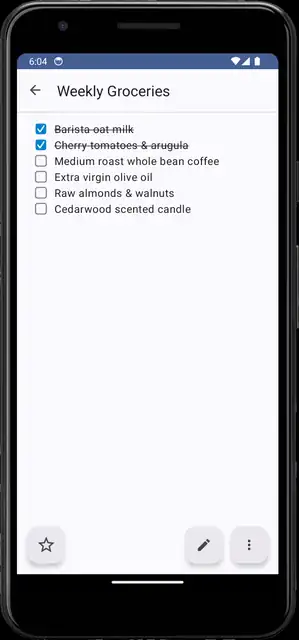 6:04
Weekly Groceries
Barista oat milk
Cherry tomatoes & arugula
Medium roast whole bean coffee
Extra virgin olive oil
Raw almonds & walnuts
Cedarwood scented candle